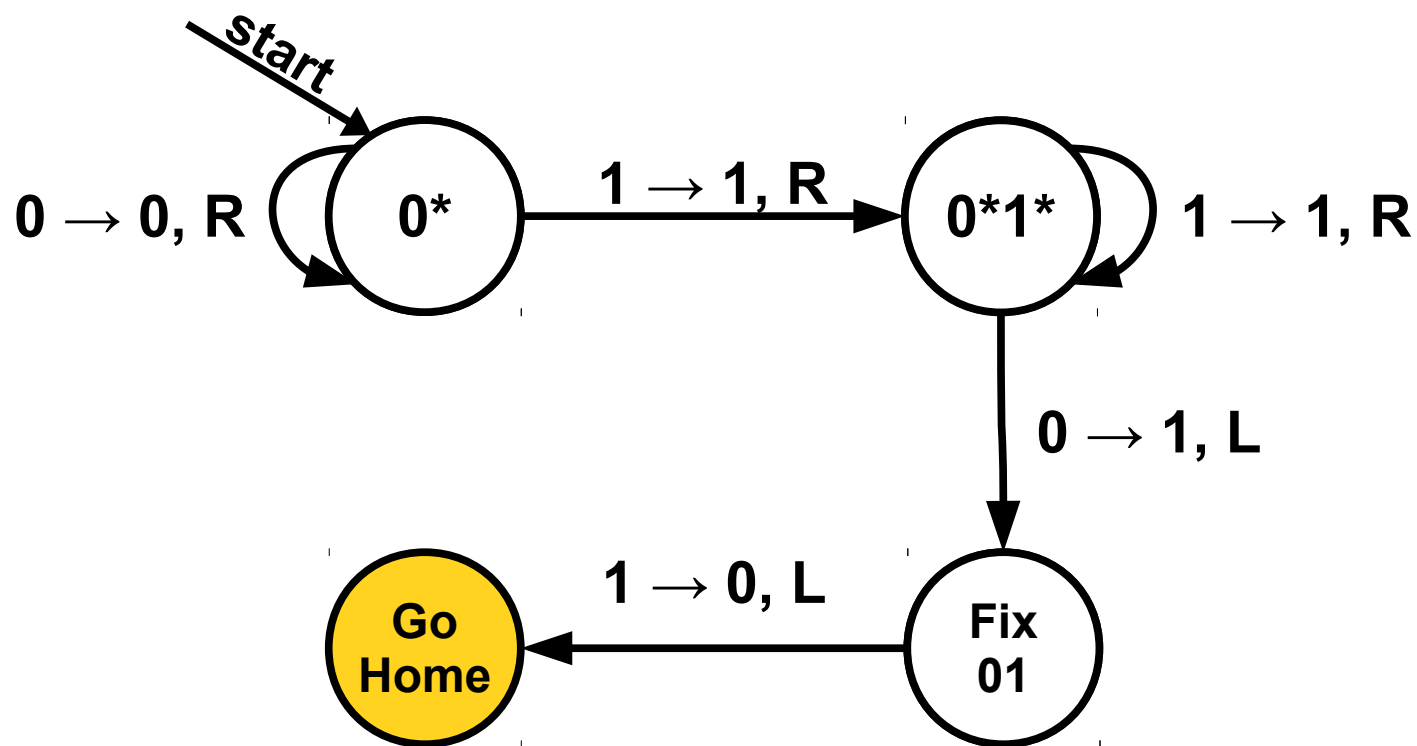 start
0 → 0, R
0*
1 → 1, R
0*1*
1 → 1, R
0 → 1, L
Go
Home
1 → 0, L
Fix
01